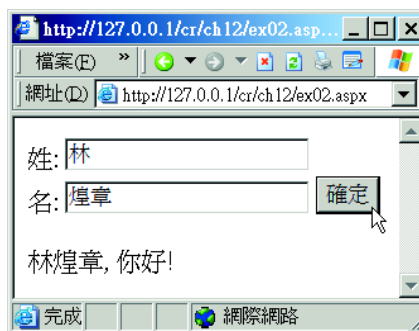 http://127.0.0.1/cr/ch12/ex02.asp...
檔案(F) »
網址(D) http://127.0.0.1/cr/ch12/ex02.aspx
姓: 林
名: 煌章 確定
林煌章, 你好!
完成 網際網路